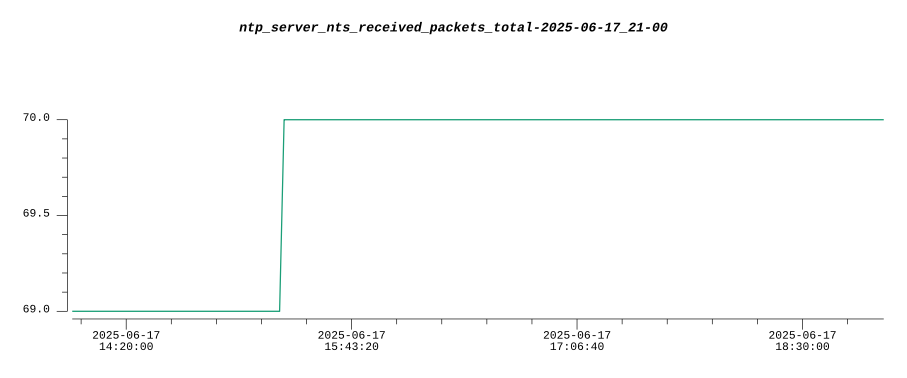 ntp_server_nts_received_packets_total-2025-06-17_21-00
70.0
69.5
69.0
2025-06-17 2025-06-17 2025-06-17 2025-06-17
14:20:00 15:43:20 17:06:40 18:30:00